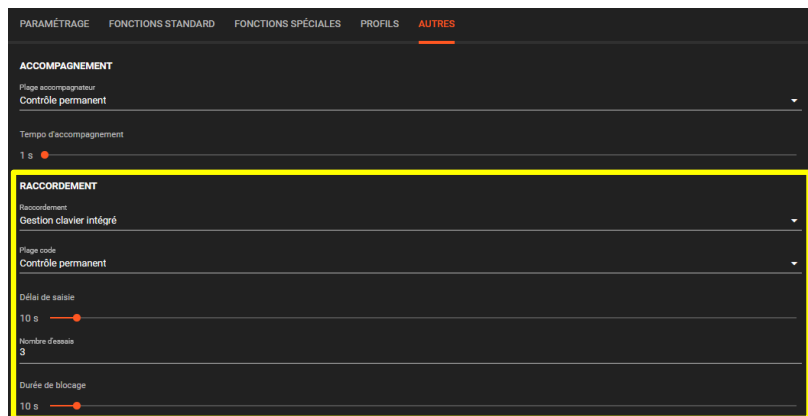 PARAMÉTRAGE FONCTIONS STANDARD FONCTIONS SPÉCIALES PROFILS AUTRES
ACCOMPAGNEMENT
Plage accompagnateur
Contrôle permanent
Tempo d'accompagnement
1 s
RACCORDEMENT
Raccordement
Gestion clavier intégré
Plage code
Contrôle permanent
Délai de saisie
10 s
Nombre d'essais
3
Durée de blocage
10 s